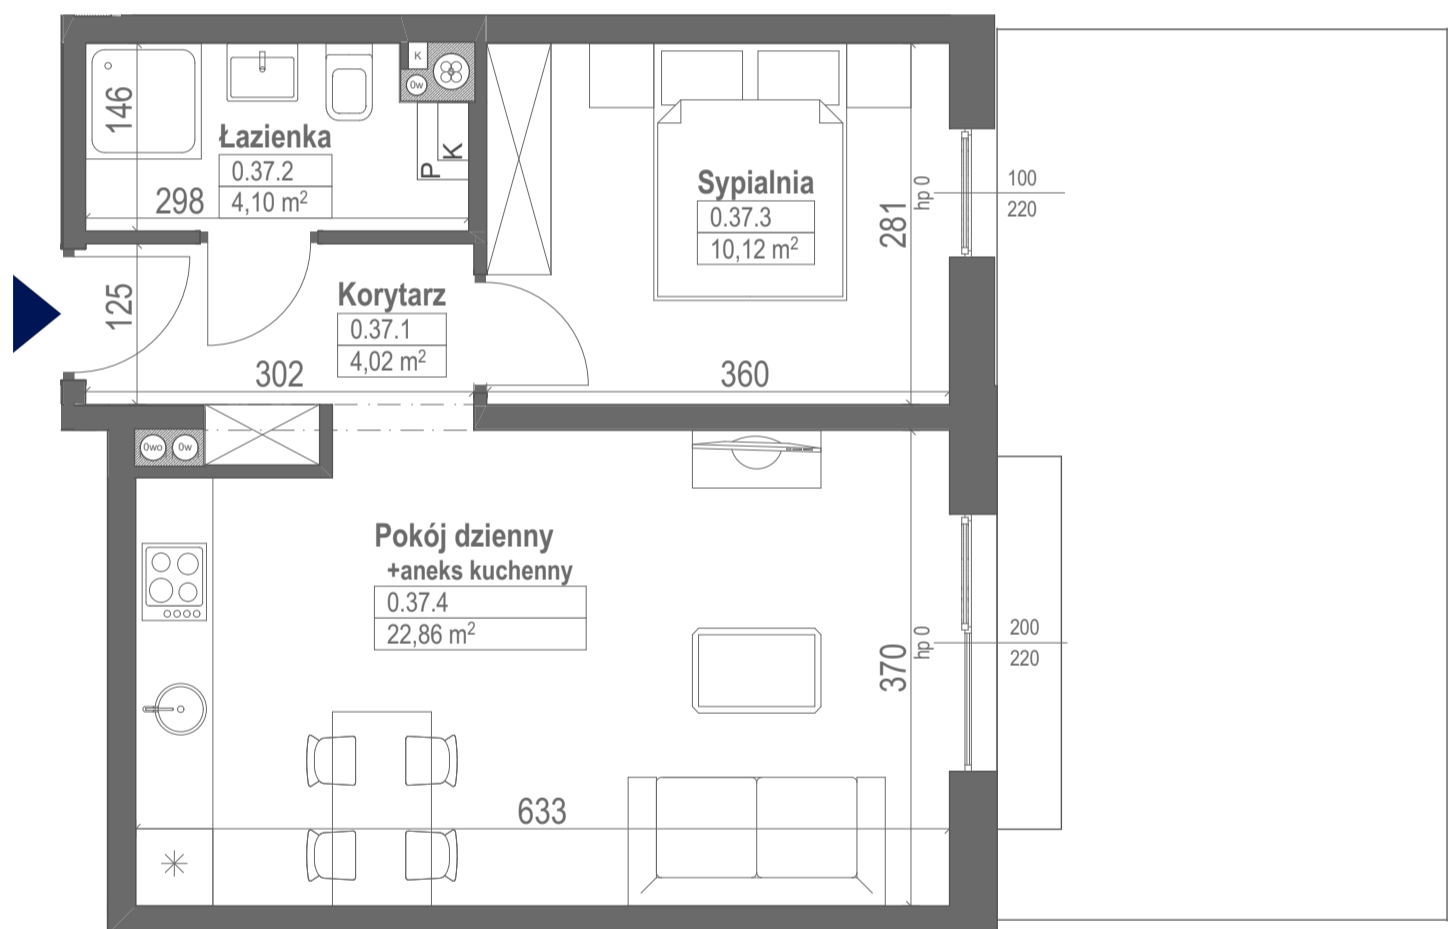 K
0w
146
Łazienka
0.37.2
4,10 m²
298
P
K
Sypialnia
0.37.3
10,12 m²
281
hp 0
100
220
125
Korytarz
0.37.1
4,02 m²
302
360
0wo
0w
Pokój dzienny
+aneks kuchenny
0.37.4
22,86 m²
370
hp 0
200
220
633